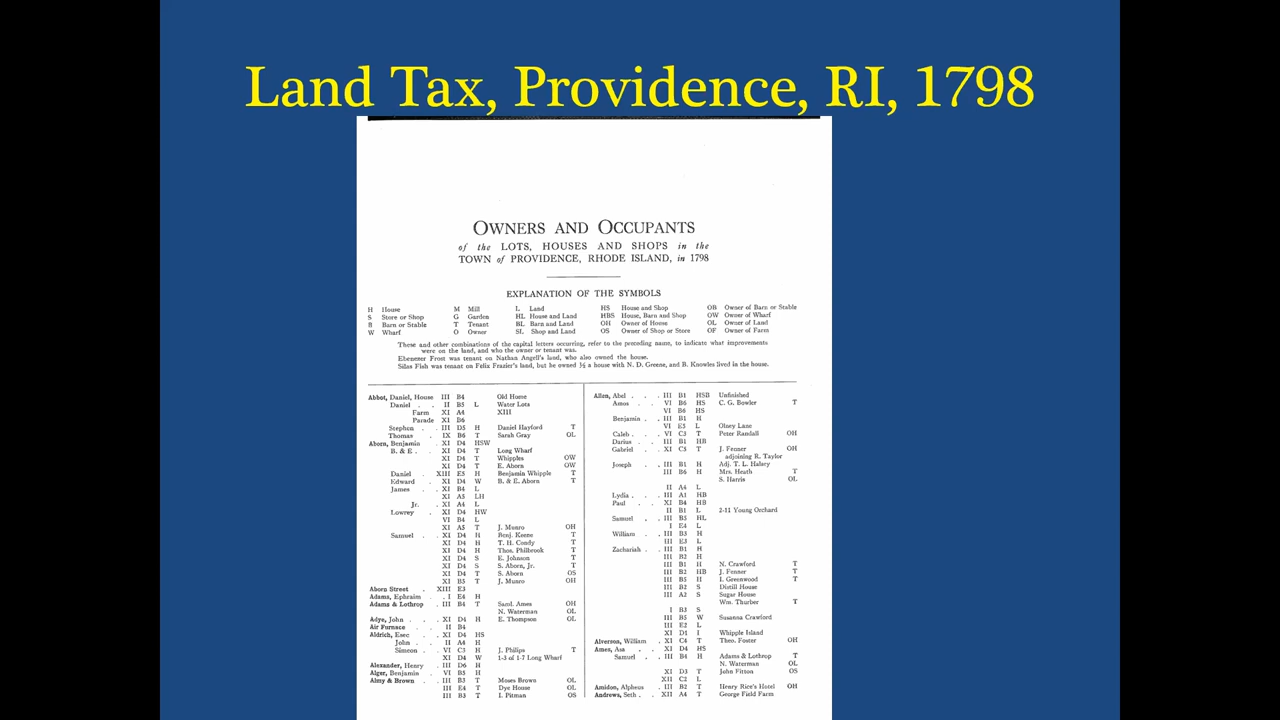 Land Tax, Providence, RI, 1798
OWNERS AND OCCUPANTS
of the LOTS, HOUSES AND SHOPS in the
TOWN of PROVIDENCE, RHODE ISLAND, in 1798
EXPLANATION OF THE SYMBOLS
H House M Mill L Land HS House and Shop OB Owner of Barn or Stable
S Store or Shop G Garden HL House and Land HBS House, Barn and Shop OW Owner of Wharf
B Barn or Stable T Tenant BL Barn and Land OH Owner of House OL Owner of Land
W Wharf O Owner SL Shop and Land OS Owner of Shop or Store OF Owner of Farm
These and other combinations of the capital letters occurring, refer to the preceding name, to indicate what improvements
were on the land, and who the owner or tenant was.
Ebenezer Frost was tenant on Nathan Angell's land, who also owned the house.
Silas Fish was tenant on Felix Frazier's land, but he owned ½ a house with N. D. Greene, and B. Knowles lived in the house.
Abbot, Daniel, House III B4 Old House
Daniel . . II B5 L Water Lots
Farm XI A4 XIII
Parade XI B6
Stephen . . III D5 H Daniel Hayford T
Thomas . IX B6 T Sarah Gray OL
Aborn, Benjamin . XI D4 HSW
B. & E . . XI D4 T Long Wharf
XI D4 T Whipples OW
XI D4 T E. Aborn OW
Daniel . XIII E5 H Benjamin Whipple T
Edward . XI D4 W B. & E. Aborn T
James . XI B4 L
XI A5 LH
Jr. . XI A4 L
Lowrey . XI D4 HW
VI B4 L
XI A5 T J. Munro OH
Samuel . XI D4 H Benj. Keene T
XI D4 H T. H. Condy T
XI D4 H Thos. Philbrook T
XI D4 S E. Johnson T
XI D4 S S. Aborn, Jr. T
XI D4 T S. Aborn OS
XI B5 T J. Munro OH
Aborn Street . XIII E3
Adams, Ephraim . . I E4 H
Adams & Lothrop . III B4 T Saml. Ames OH
N. Waterman OL
Adye, John . . XI D4 H E. Thompson OL
Air Furnace . . II B4
Aldrich, Esec . XI D4 HS
John . . II A4 H
Simeon . . VI C3 H J. Philips T
XI D4 W 1-3 of 1-7 Long Wharf
Alexander, Henry . III D6 H
Alger, Benjamin . VI B5 H
Almy & Brown . . III B3 T Moses Brown OL
III E4 T Dye House OL
III B3 T I. Pitman OS
Allen, Abel . . . III B1 HSB Unfinished
Amos . . VI B6 HS C. G. Bowler T
VI B6 HS
Benjamin . . III B1 H
VI E5 L Olney Lane
Caleb . . VI C3 T Peter Randall OH
Darius . . III B1 HB
Gabriel . . XI C5 T J. Fenner OH
adjoining R. Taylor
Joseph . . III B1 H Adj. T. L. Halsey
III B6 H Mrs. Heath T
S. Harris OL
II A4 L
Lydia . . . III A1 HB
Paul . . XI B4 HB
II B1 L 2-11 Young Orchard
Samuel . . III B5 HL
I E4 L
William . . III B3 H
III E3 L
Zachariah . III B1 H
III B2 H
III B1 H N. Crawford T
III B2 HB J. Fenner T
III B5 H I. Greenwood T
III B2 S Distill House
III A2 S Sugar House
Wm. Thurber T
I B3 S
III B5 W Susanna Crawford
III E2 L
XI D1 I Whipple Island
Alverson, William . XI C4 T Theo. Foster OH
Ames, Asa . . XI D4 HS
Samuel . . III B4 H Adams & Lothrop T
N. Waterman OL
XI D3 T John Fitton OS
XII C2 L
Amidon, Alpheus . III B2 T Henry Rice's Hotel OH
Andrews, Seth . . XII A4 T George Field Farm